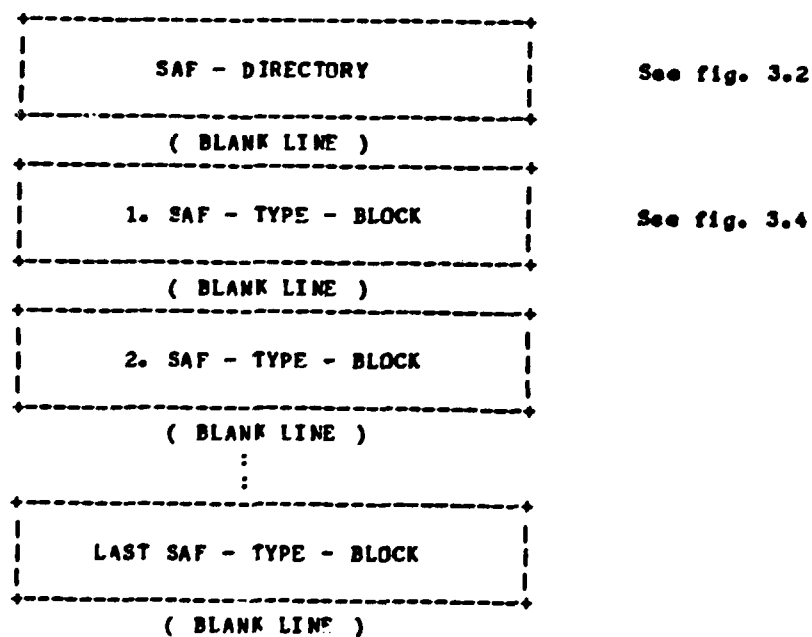 SAF - DIRECTORY See fig. 3.2
( BLANK LINE )
1. SAF - TYPE - BLOCK See fig. 3.4
( BLANK LINE )
2. SAF - TYPE - BLOCK
( BLANK LINE )
:
:
LAST SAF - TYPE - BLOCK
( BLANK LINE )